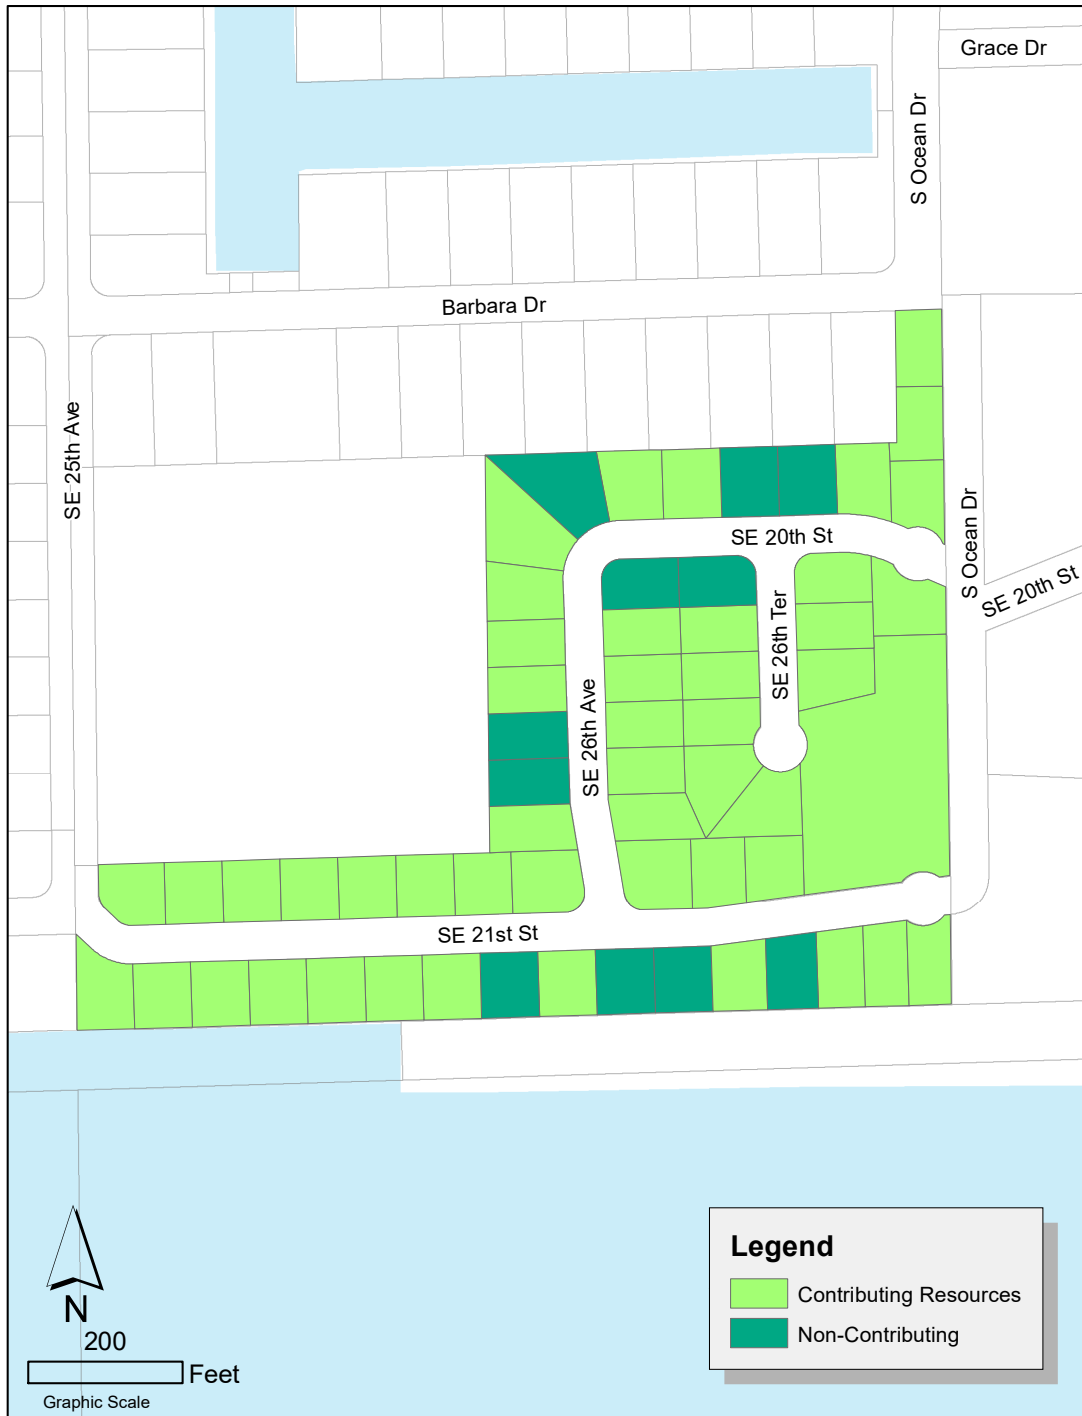 Grace Dr
S Ocean Dr
Barbara Dr
SE 25th Ave
SE 20th St
S Ocean Dr
SE 20th St
SE 26th Ter
SE 26th Ave
SE 21st St
N
200
Feet
Graphic Scale
Legend
Contributing Resources
Non-Contributing